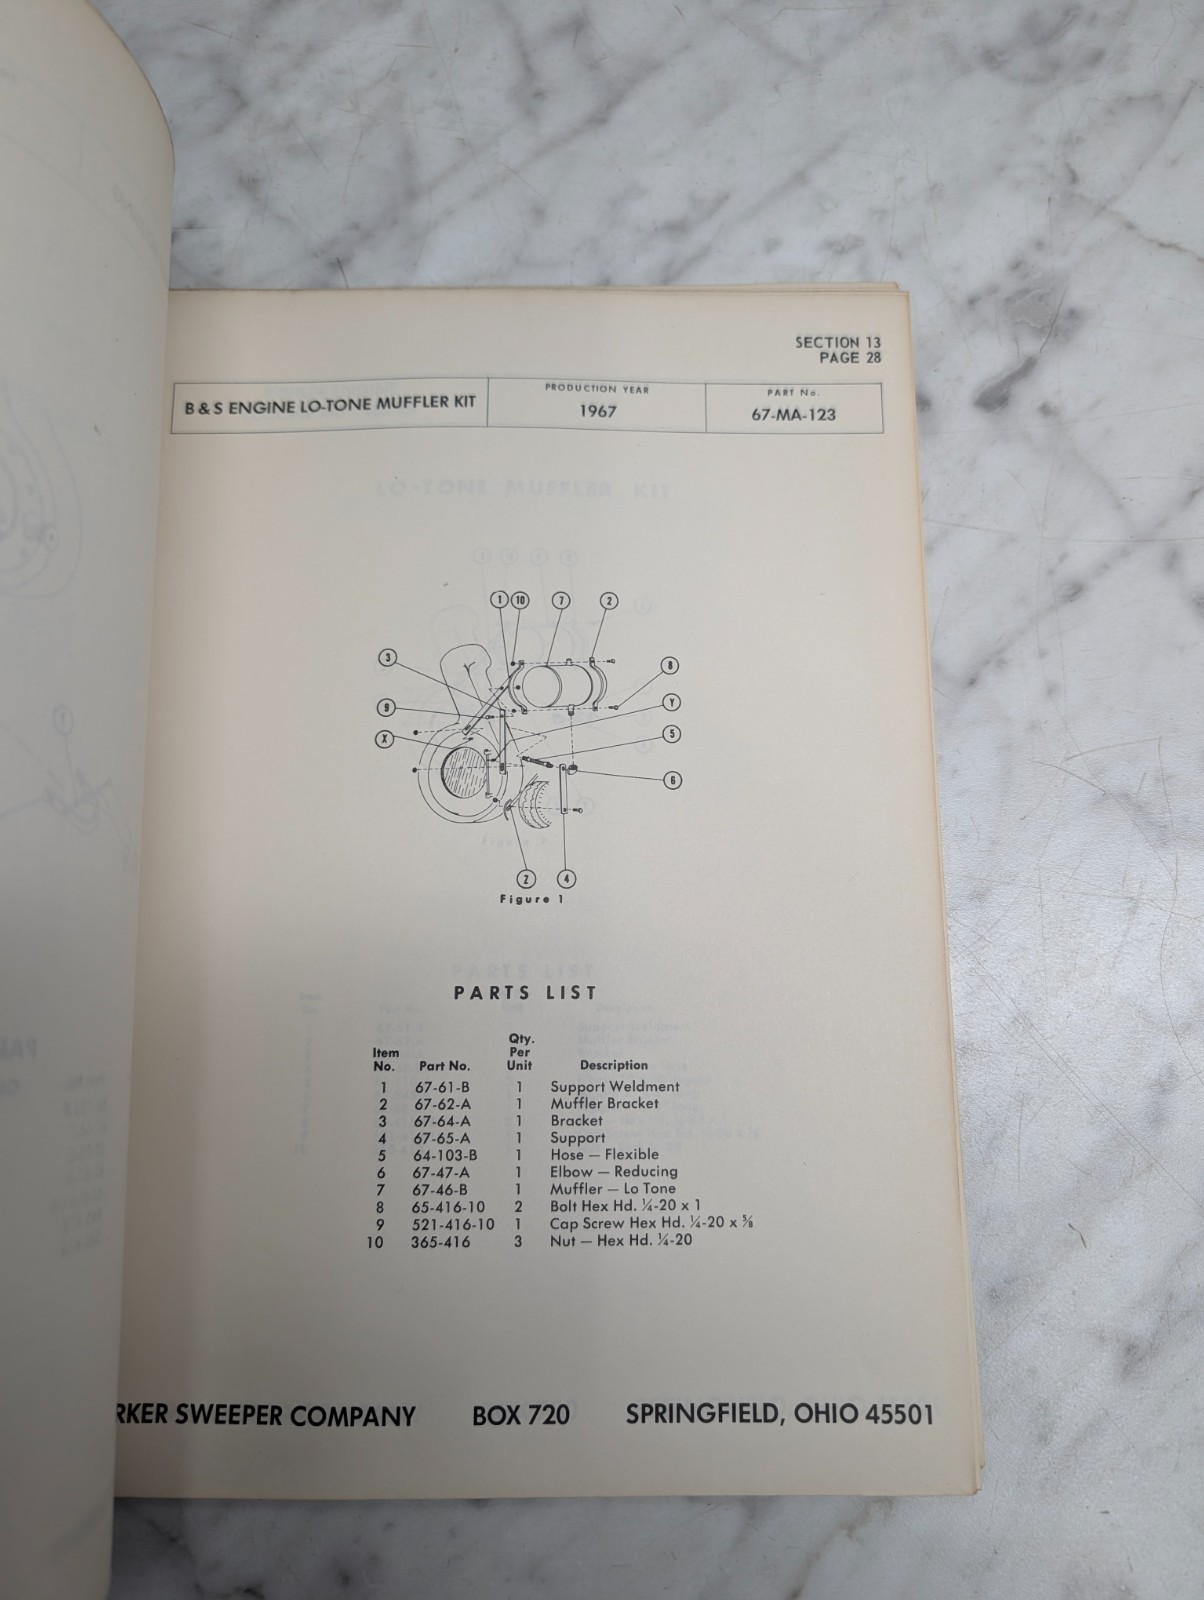 SECTION 13
PAGE 28
B & S ENGINE LO-TONE MUFFLER KIT
PRODUCTION YEAR
1967
PART No.
67-MA-123
LO-TONE MUFFLER KIT
1 10 7 2
3
8
9
Y
X
5
6
2 4
Figure 1
PARTS LIST
Item No. Part No. Qty. Per Unit Description
1 67-61-B 1 Support Weldment
2 67-62-A 1 Muffler Bracket
3 67-64-A 1 Bracket
4 67-65-A 1 Support
5 64-103-B 1 Hose — Flexible
6 67-47-A 1 Elbow — Reducing
7 67-46-B 1 Muffler — Lo Tone
8 65-416-10 2 Bolt Hex Hd. ¼-20 x 1
9 521-416-10 1 Cap Screw Hex Hd. ¼-20 x ⅝
10 365-416 3 Nut — Hex Hd. ¼-20
RKER SWEEPER COMPANY BOX 720 SPRINGFIELD, OHIO 45501